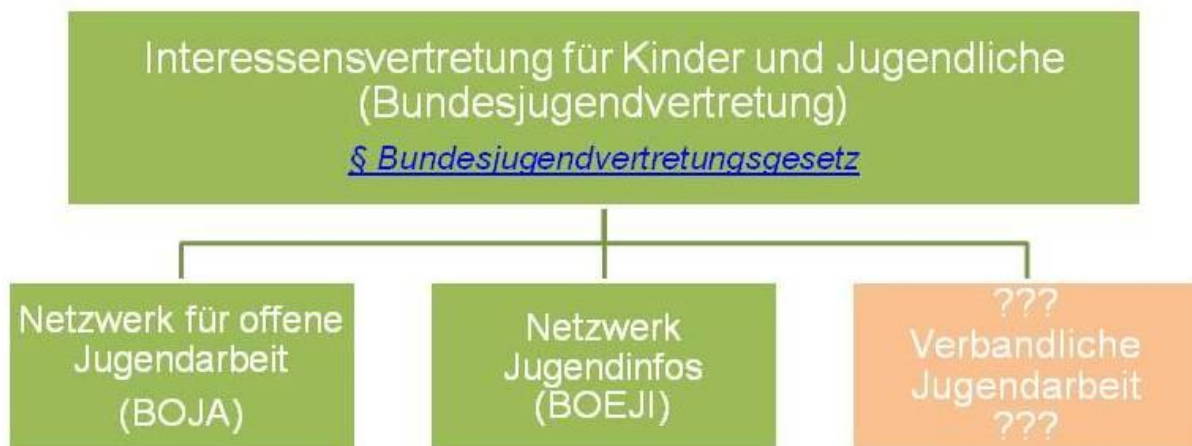 Interessensvertretung für Kinder und Jugendliche
(Bundesjugendvertretung)
§ Bundesjugendvertretungsgesetz
Netzwerk für offene
Jugendarbeit
(BOJA)
Netzwerk
Jugendinfos
(BOEJI)
???
Verbandliche
Jugendarbeit
???